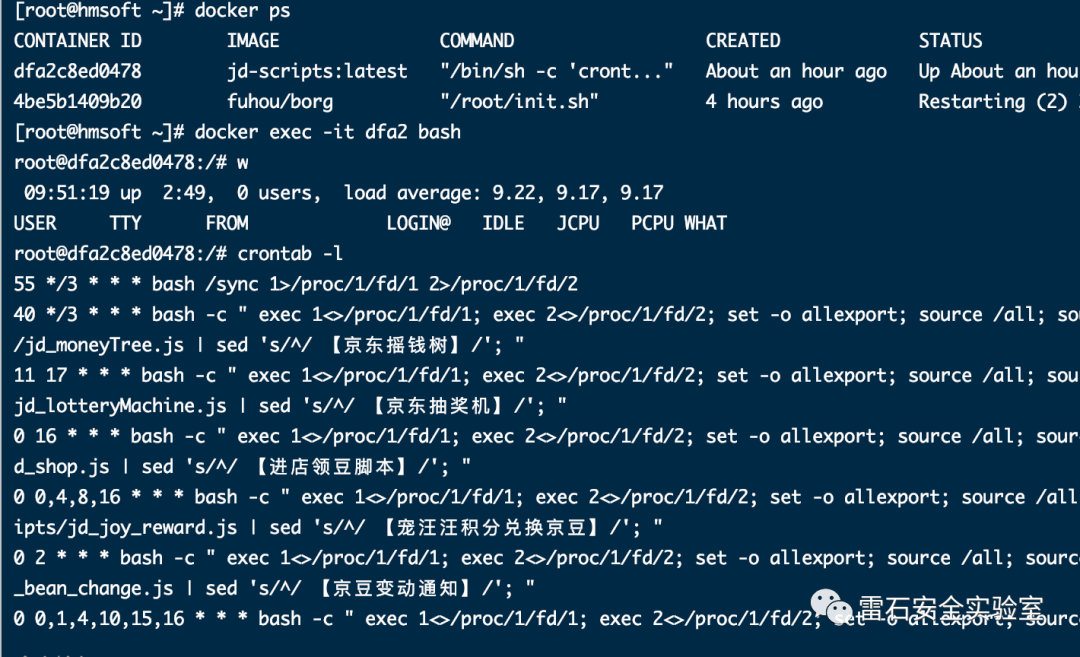 [root@hmsoft ~]# docker ps
CONTAINER ID        IMAGE               COMMAND                  CREATED             STATUS
dfa2c8ed0478        jd-scripts:latest   "/bin/sh -c 'cront..."   About an hour ago   Up About an hou
4be5b1409b20        fuhou/borg          "/root/init.sh"          4 hours ago         Restarting (2)
[root@hmsoft ~]# docker exec -it dfa2 bash
root@dfa2c8ed0478:/# w
 09:51:19 up  2:49,  0 users,  load average: 9.22, 9.17, 9.17
USER     TTY      FROM             LOGIN@   IDLE   JCPU   PCPU WHAT
root@dfa2c8ed0478:/# crontab -l
55 */3 * * * bash /sync 1>/proc/1/fd/1 2>/proc/1/fd/2
40 */3 * * * bash -c " exec 1<>/proc/1/fd/1; exec 2<>/proc/1/fd/2; set -o allexport; source /all; sou
/jd_moneyTree.js | sed 's/^/ 【京东摇钱树】/'; "
11 17 * * * bash -c " exec 1<>/proc/1/fd/1; exec 2<>/proc/1/fd/2; set -o allexport; source /all; sou
jd_lotteryMachine.js | sed 's/^/ 【京东抽奖机】/'; "
0 16 * * * bash -c " exec 1<>/proc/1/fd/1; exec 2<>/proc/1/fd/2; set -o allexport; source /all; sour
d_shop.js | sed 's/^/ 【进店领豆脚本】/'; "
0 0,4,8,16 * * * bash -c " exec 1<>/proc/1/fd/1; exec 2<>/proc/1/fd/2; set -o allexport; source /all
ipts/jd_joy_reward.js | sed 's/^/ 【宠汪汪积分兑换京豆】/'; "
0 2 * * * bash -c " exec 1<>/proc/1/fd/1; exec 2<>/proc/1/fd/2; set -o allexport; source /all; sourc
_bean_change.js | sed 's/^/ 【京豆变动通知】/'; "
0 0,1,4,10,15,16 * * * bash -c " exec 1<>/proc/1/fd/1; exec 2<>/proc/1/fd/2; set -o allexport; sourc
雷石安全实验室